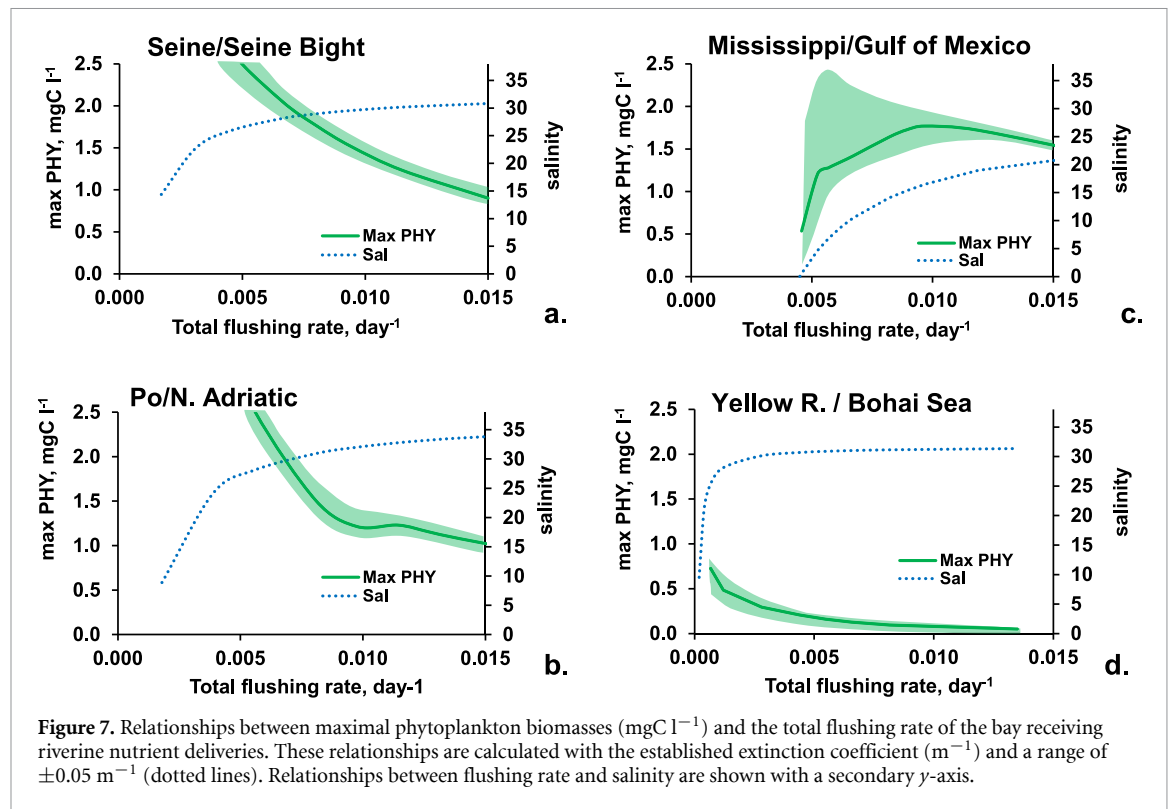 Seine/Seine Bight
2.5
2.0
1.5
1.0
0.5
0.0
max PHY, mgC l⁻¹
35
30
25
20
15
10
5
0
salinity
Max PHY
Sal
0.000 0.005 0.010 0.015
Total flushing rate, day⁻¹
a.
Mississippi/Gulf of Mexico
2.5
2.0
1.5
1.0
0.5
0.0
max PHY, mgC l⁻¹
35
30
25
20
15
10
5
0
salinity
Max PHY
Sal
0.000 0.005 0.010 0.015
Total flushing rate, day⁻¹
c.
Po/N. Adriatic
2.5
2.0
1.5
1.0
0.5
0.0
max PHY, mgC l⁻¹
35
30
25
20
15
10
5
0
salinity
Max PHY
Sal
0.000 0.005 0.010 0.015
Total flushing rate, day-1
b.
Yellow R. / Bohai Sea
2.5
2.0
1.5
1.0
0.5
0.0
max PHY, mgC l⁻¹
35
30
25
20
15
10
5
0
salinity
Max PHY
Sal
0.000 0.005 0.010 0.015
Total flushing rate, day⁻¹
d.
Figure 7. Relationships between maximal phytoplankton biomasses (mgC l⁻¹) and the total flushing rate of the bay receiving
riverine nutrient deliveries. These relationships are calculated with the established extinction coefficient (m⁻¹) and a range of
±0.05 m⁻¹ (dotted lines). Relationships between flushing rate and salinity are shown with a secondary y-axis.